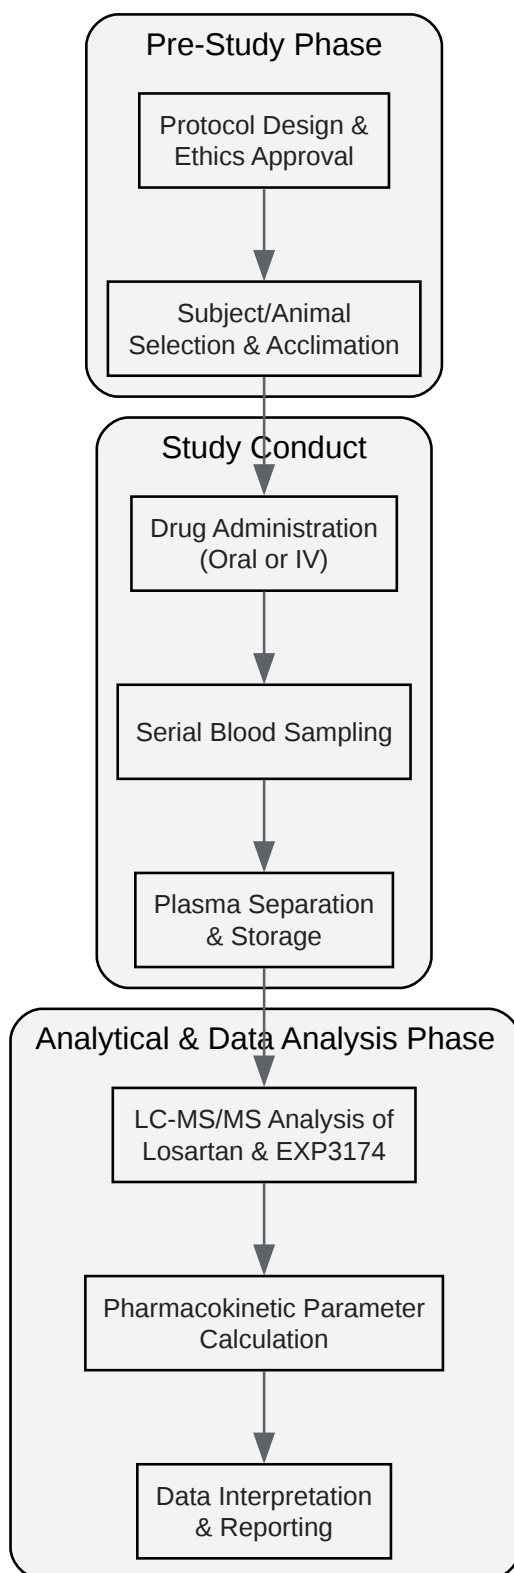 Pre-Study Phase
Protocol Design &
Ethics Approval
Subject/Animal
Selection & Acclimation
Study Conduct
Drug Administration
(Oral or IV)
Serial Blood Sampling
Plasma Separation
& Storage
Analytical & Data Analysis Phase
LC-MS/MS Analysis of
Losartan & EXP3174
Pharmacokinetic Parameter
Calculation
Data Interpretation
& Reporting